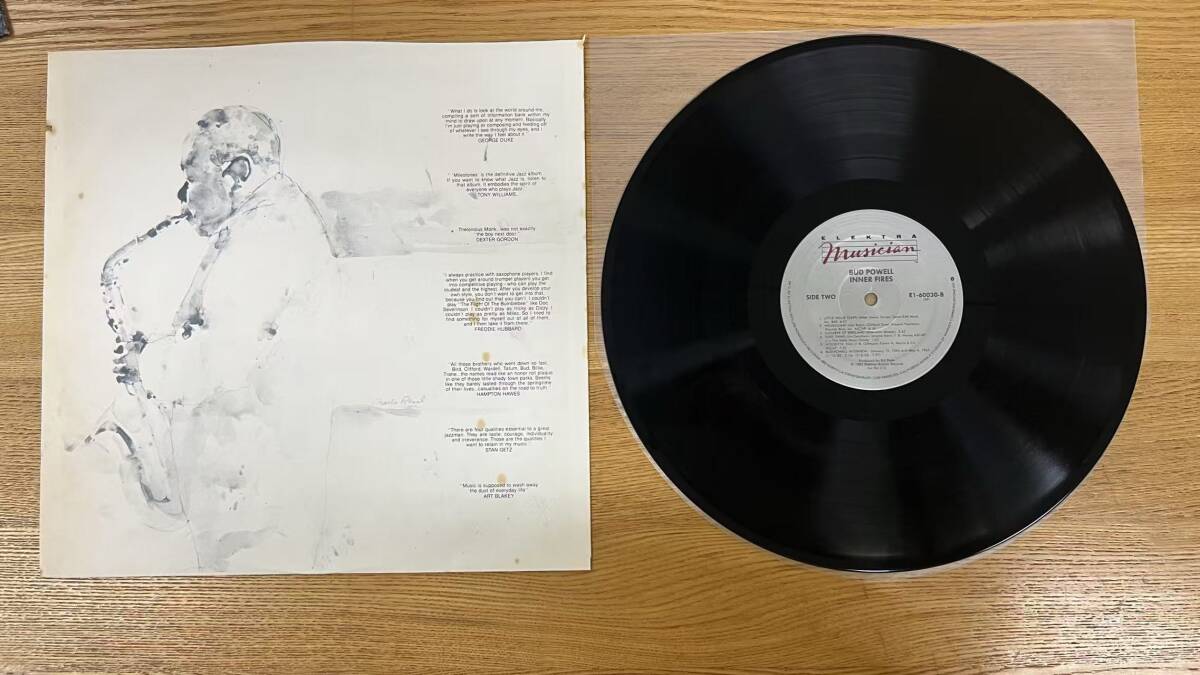 "What I do is look at the world around me,
compiling a sort of information bank within my
mind to draw upon at any moment. Basically
I'm just playing or composing and feeding off
of whatever I see through my eyes, and I
write the way I feel about it."
GEORGE DUKE
"'Milestones' is the definitive Jazz album.
If you want to know what Jazz is, listen to
that album. It embodies the spirit of
everyone who plays Jazz."
TONY WILLIAMS
Thelonious Monk, was not exactly
the boy next door.
DEXTER GORDON
"I always practice with saxophone players. I find
when you get around trumpet players you get
into competitive playing - who can play the
loudest and the highest. After you develop your
own style, you don't want to get into that,
because you find out that you can't. I couldn't
play "The Flight Of The Bumblebee" like Doc
Severinson. I couldn't play as funky as Dizzy. I
couldn't play as pretty as Miles. So I tried to
find something for myself out of all of them,
and then take it from there."
FREDDIE HUBBARD
"All those brothers who went down so fast...
Bird, Clifford, Wardell, Tatum, Bud, Billie,
Trane...the names read like an honor roll plaque
in one of those little shady town parks. Seems
like they barely lasted through the springtime
of their lives...casualties on the road to truth."
HAMPTON HAWES
"There are four qualities essential to a great
jazzman. They are taste, courage, individuality
and irreverence. Those are the qualities I
want to retain in my music."
STAN GETZ
"Music is supposed to wash away
the dust of everyday life"
ART BLAKEY
ELEKTRA
Musician
BUD POWELL
INNER FIRES
SIDE TWO
E1-60030-B